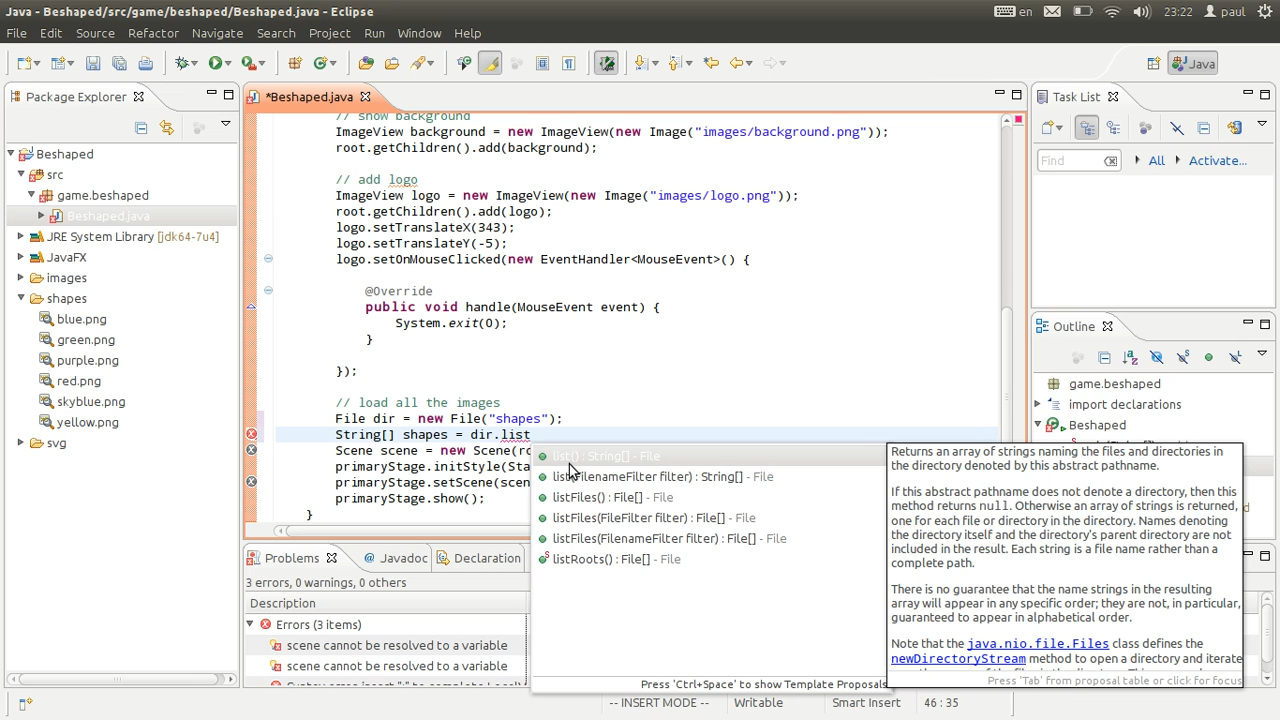 Java - Beshaped/src/game/beshaped/Beshaped.java - Eclipse
en
23:22
paul
File Edit Source Refactor Navigate Search Project Run Window Help
Java
Package Explorer
*Beshaped.java
Task List
Beshaped
src
game.beshaped
Beshaped.java
JRE System Library [jdk64-7u4]
JavaFX
images
shapes
blue.png
green.png
purple.png
red.png
skyblue.png
yellow.png
svg
// show background
ImageView background = new ImageView(new Image("images/background.png"));
root.getChildren().add(background);
// add logo
ImageView logo = new ImageView(new Image("images/logo.png"));
root.getChildren().add(logo);
logo.setTranslateX(343);
logo.setTranslateY(-5);
logo.setOnMouseClicked(new EventHandler<MouseEvent>() {
@Override
public void handle(MouseEvent event) {
System.exit(0);
}
});
// load all the images
File dir = new File("shapes");
String[] shapes = dir.list
Scene scene = new Scene(ro
primaryStage.initStyle(Sta
primaryStage.setScene(scen
primaryStage.show();
}
Find
All
Activate...
Outline
game.beshaped
import declarations
Beshaped
list() : String[] - File
list(FilenameFilter filter) : String[] - File
listFiles() : File[] - File
listFiles(FileFilter filter) : File[] - File
listFiles(FilenameFilter filter) : File[] - File
listRoots() : File[] - File
Press 'Ctrl+Space' to show Template Proposals
Returns an array of strings naming the files and directories in
the directory denoted by this abstract pathname.
If this abstract pathname does not denote a directory, then this
method returns null. Otherwise an array of strings is returned,
one for each file or directory in the directory. Names denoting
the directory itself and the directory's parent directory are not
included in the result. Each string is a file name rather than a
complete path.
There is no guarantee that the name strings in the resulting
array will appear in any specific order; they are not, in particular,
guaranteed to appear in alphabetical order.
Note that the java.nio.file.Files class defines the
newDirectoryStream method to open a directory and iterate
Press 'Tab' from proposal table or click for focus
Problems
Javadoc
Declaration
3 errors, 0 warnings, 0 others
Description
Errors (3 items)
scene cannot be resolved to a variable
scene cannot be resolved to a variable
-- INSERT MODE --
Writable
Smart Insert
46 : 35